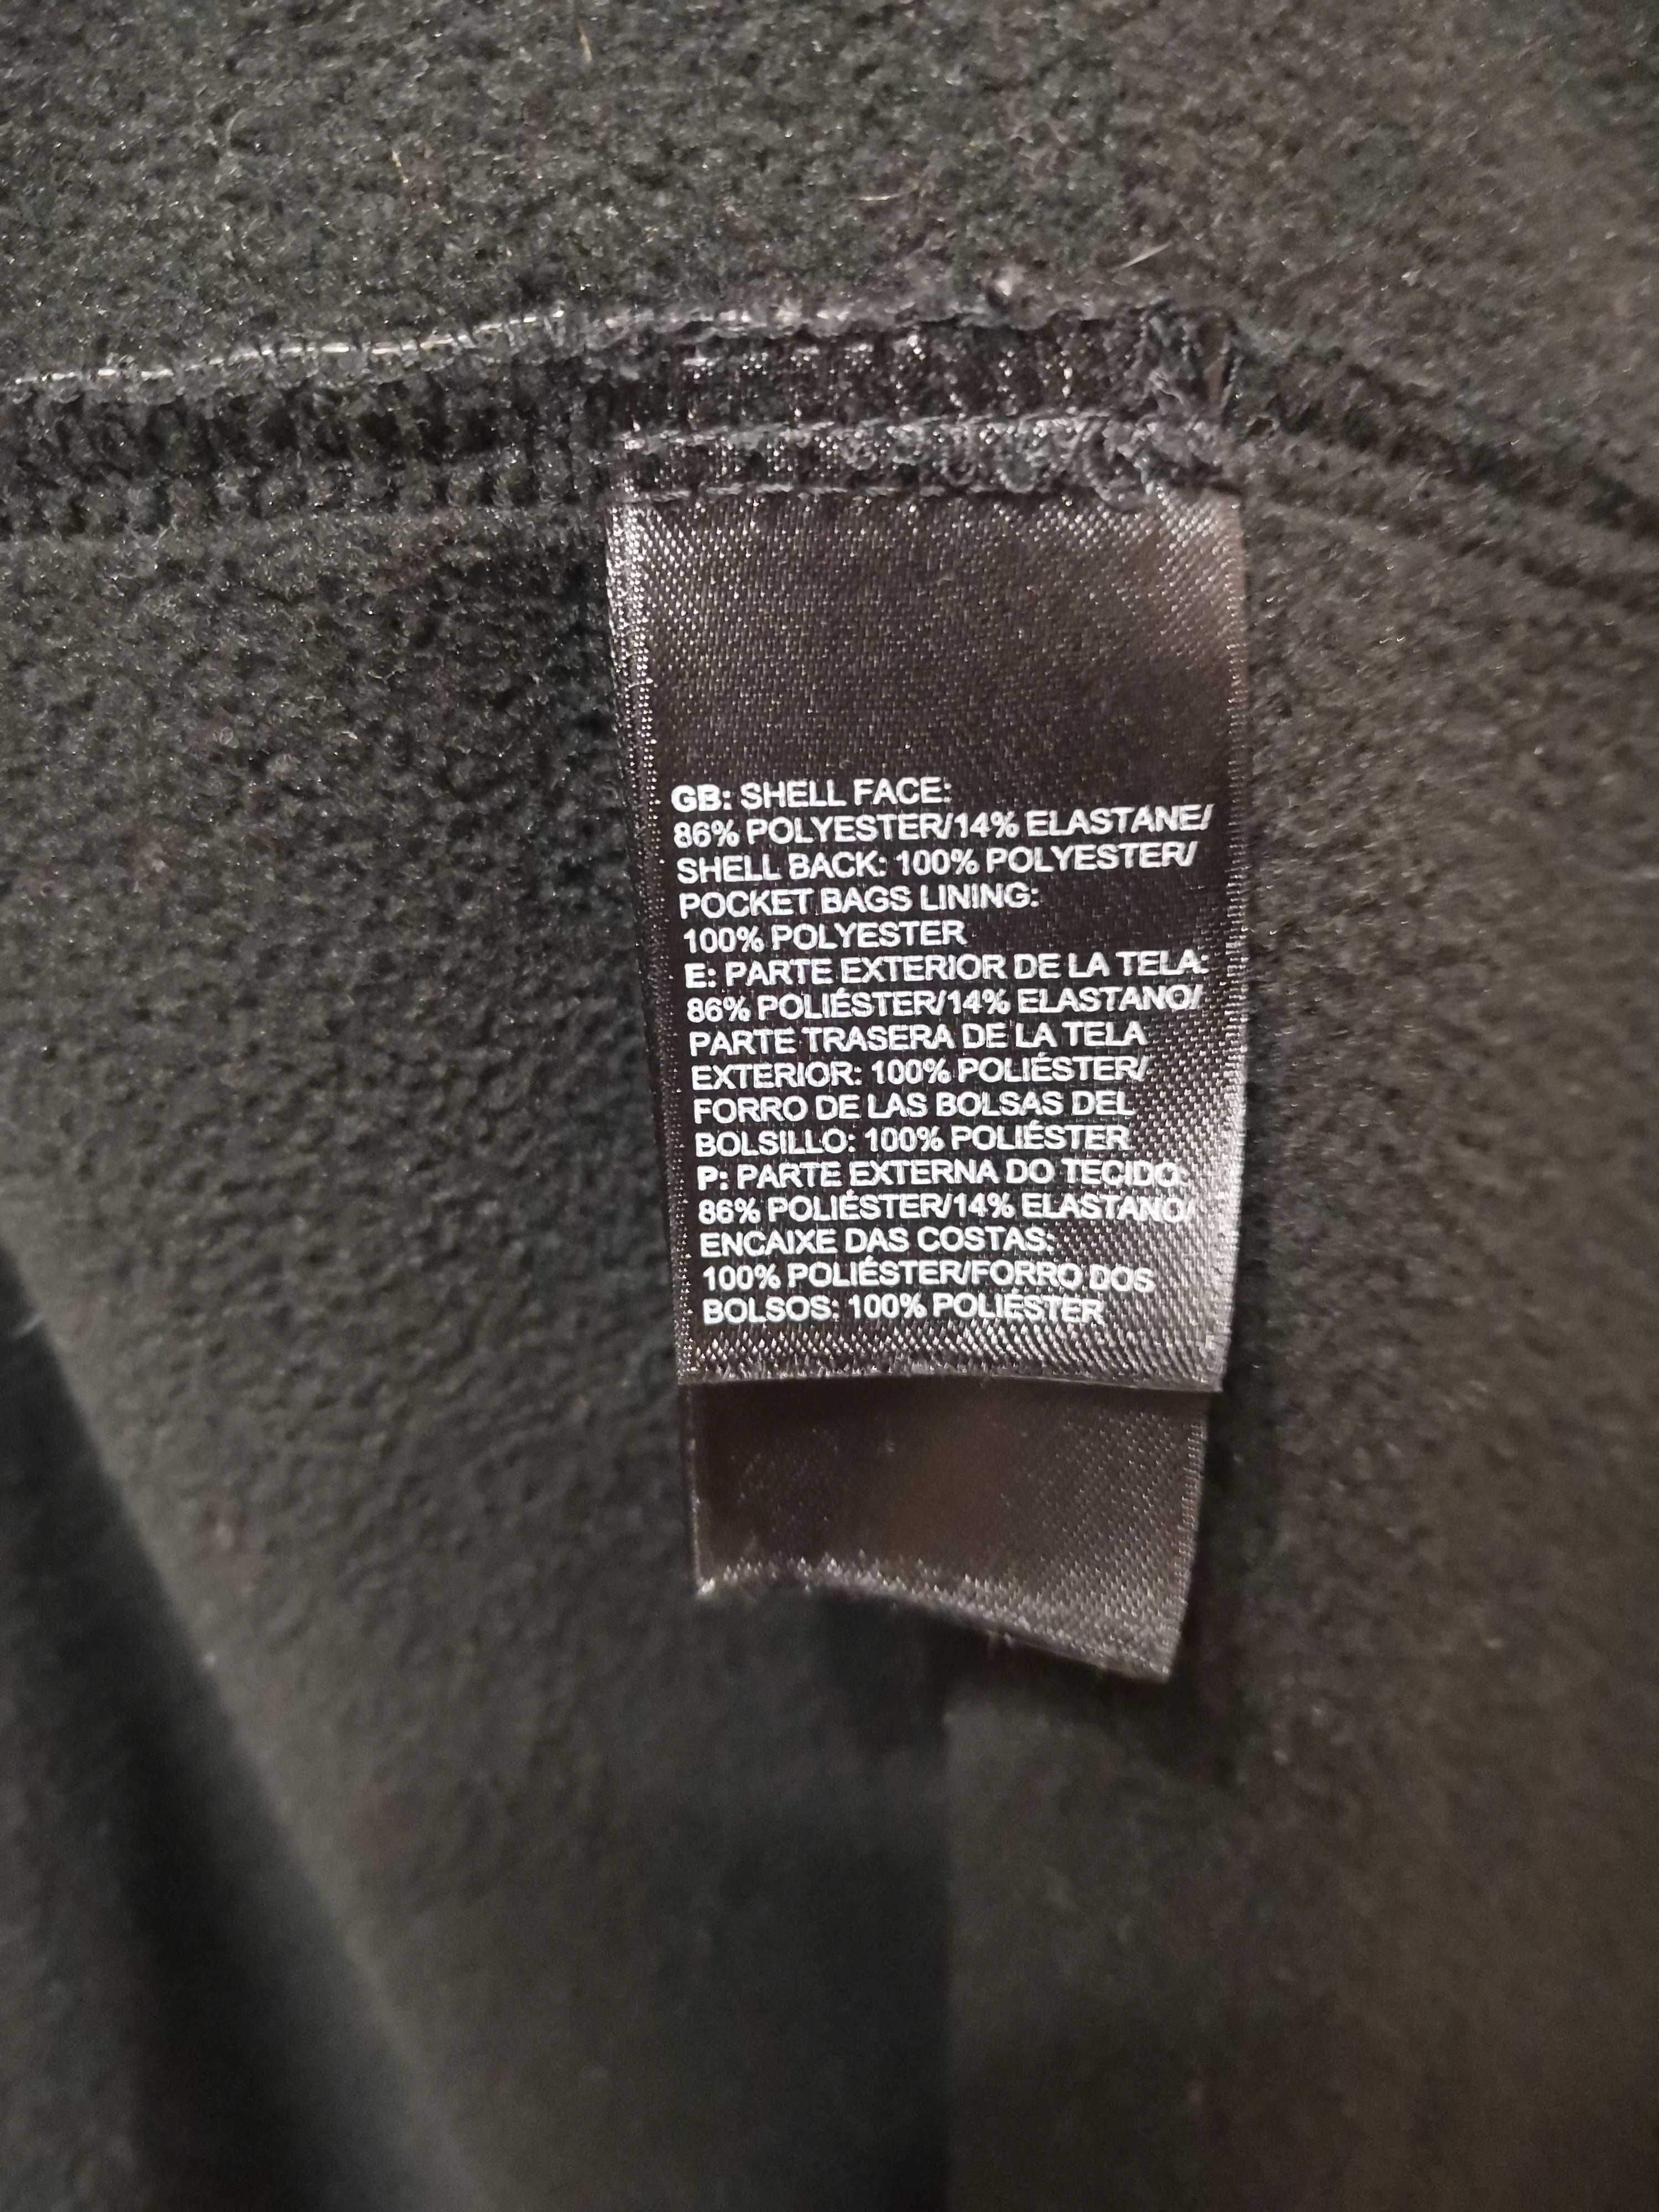 GB: SHELL FACE:
86% POLYESTER/14% ELASTANE/
SHELL BACK: 100% POLYESTER/
POCKET BAGS LINING:
100% POLYESTER
E: PARTE EXTERIOR DE LA TELA:
86% POLIÉSTER/14% ELASTANO/
PARTE TRASERA DE LA TELA
EXTERIOR: 100% POLIÉSTER/
FORRO DE LAS BOLSAS DEL
BOLSILLO: 100% POLIÉSTER
P: PARTE EXTERNA DO TECIDO:
86% POLIÉSTER/14% ELASTANO/
ENCAIXE DAS COSTAS:
100% POLIÉSTER/FORRO DOS
BOLSOS: 100% POLIÉSTER